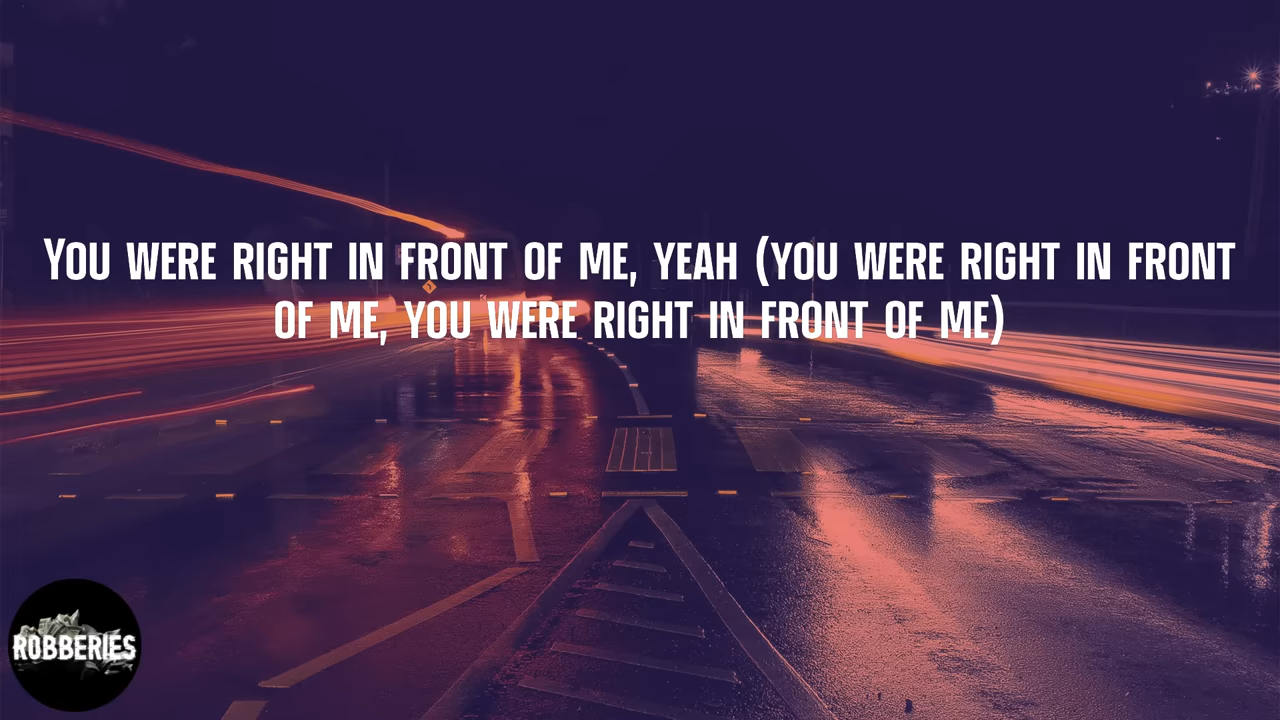 You were right in front of me, yeah (you were right in front
of me, you were right in front of me)
ROBBERIES